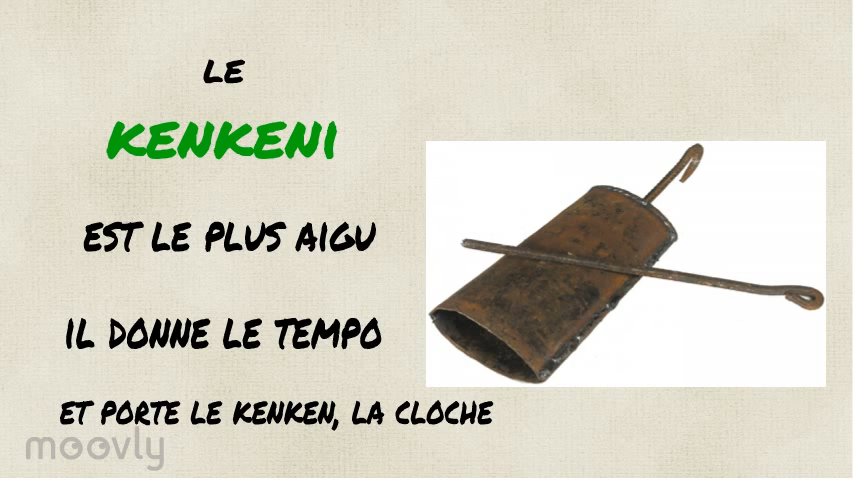 LE
KENKENI
EST LE PLUS AIGU
IL DONNE LE TEMPO
ET PORTE LE KENKEN, LA CLOCHE
moovly